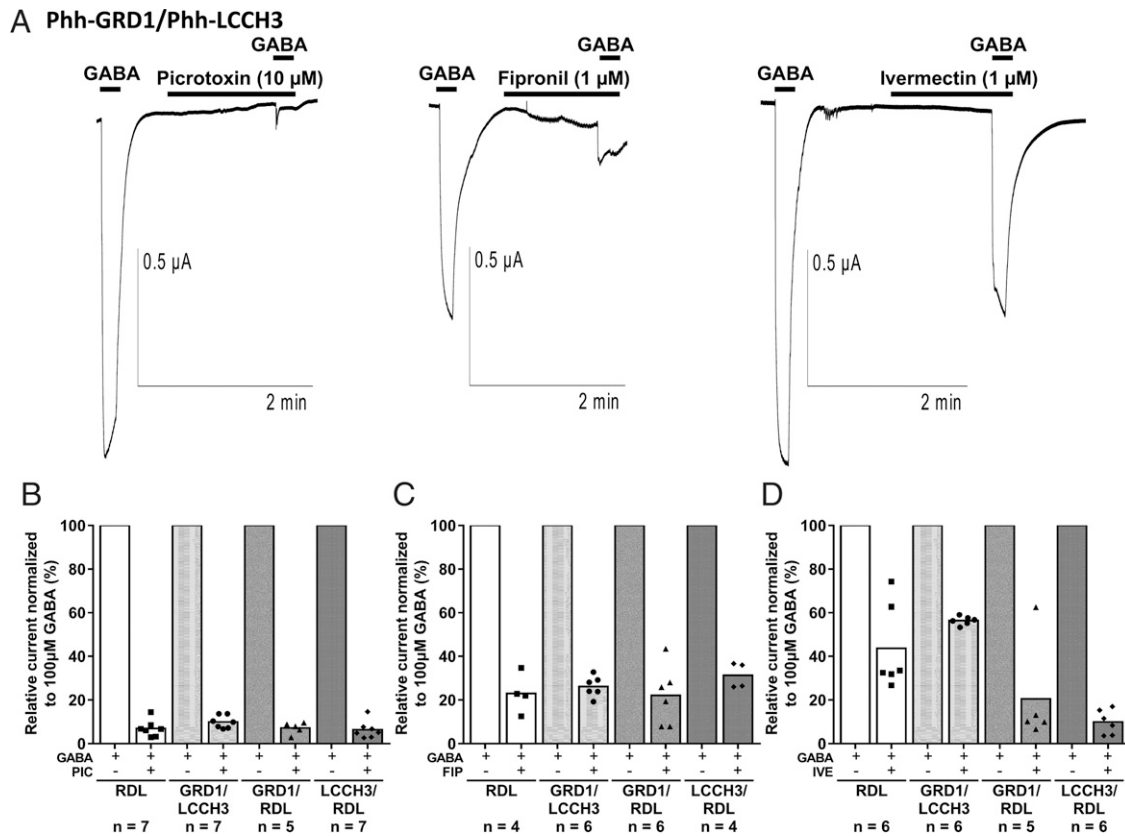 A Phh-GRD1/Phh-LCCH3
GABA GABA GABA
GABA Picrotoxin (10 µM) GABA Fipronil (1 µM) GABA Ivermectin (1 µM)
0.5 µA 0.5 µA 0.5 µA
2 min 2 min 2 min
B
Relative current normalized
to 100µM GABA (%)
100
80
60
40
20
0
GABA + + + + + + + +
PIC - + - + - + - +
RDL GRD1/ GRD1/ LCCH3/
LCCH3 RDL RDL
n = 7 n = 7 n = 5 n = 7
C
Relative current normalized
to 100µM GABA (%)
100
80
60
40
20
0
GABA + + + + + + + +
FIP - + - + - + - +
RDL GRD1/ GRD1/ LCCH3/
LCCH3 RDL RDL
n = 4 n = 6 n = 6 n = 4
D
Relative current normalized
to 100µM GABA (%)
100
80
60
40
20
0
GABA + + + + + + + +
IVE - + - + - + - +
RDL GRD1/ GRD1/ LCCH3/
LCCH3 RDL RDL
n = 6 n = 6 n = 5 n = 6